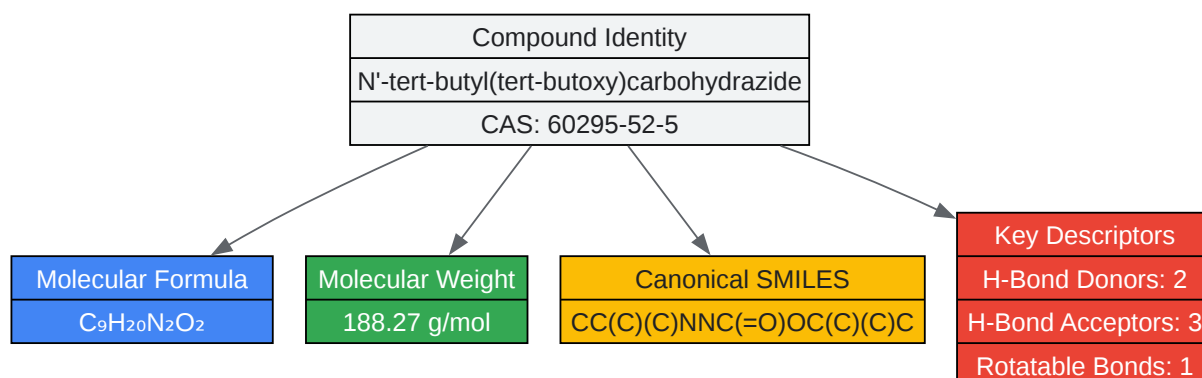 Compound Identity
N'-tert-butyl(tert-butoxy)carbohydrazide
CAS: 60295-52-5
Molecular Formula
C₉H₂₀N₂O₂
Molecular Weight
188.27 g/mol
Canonical SMILES
CC(C)(C)NNC(=O)OC(C)(C)C
Key Descriptors
H-Bond Donors: 2
H-Bond Acceptors: 3
Rotatable Bonds: 1